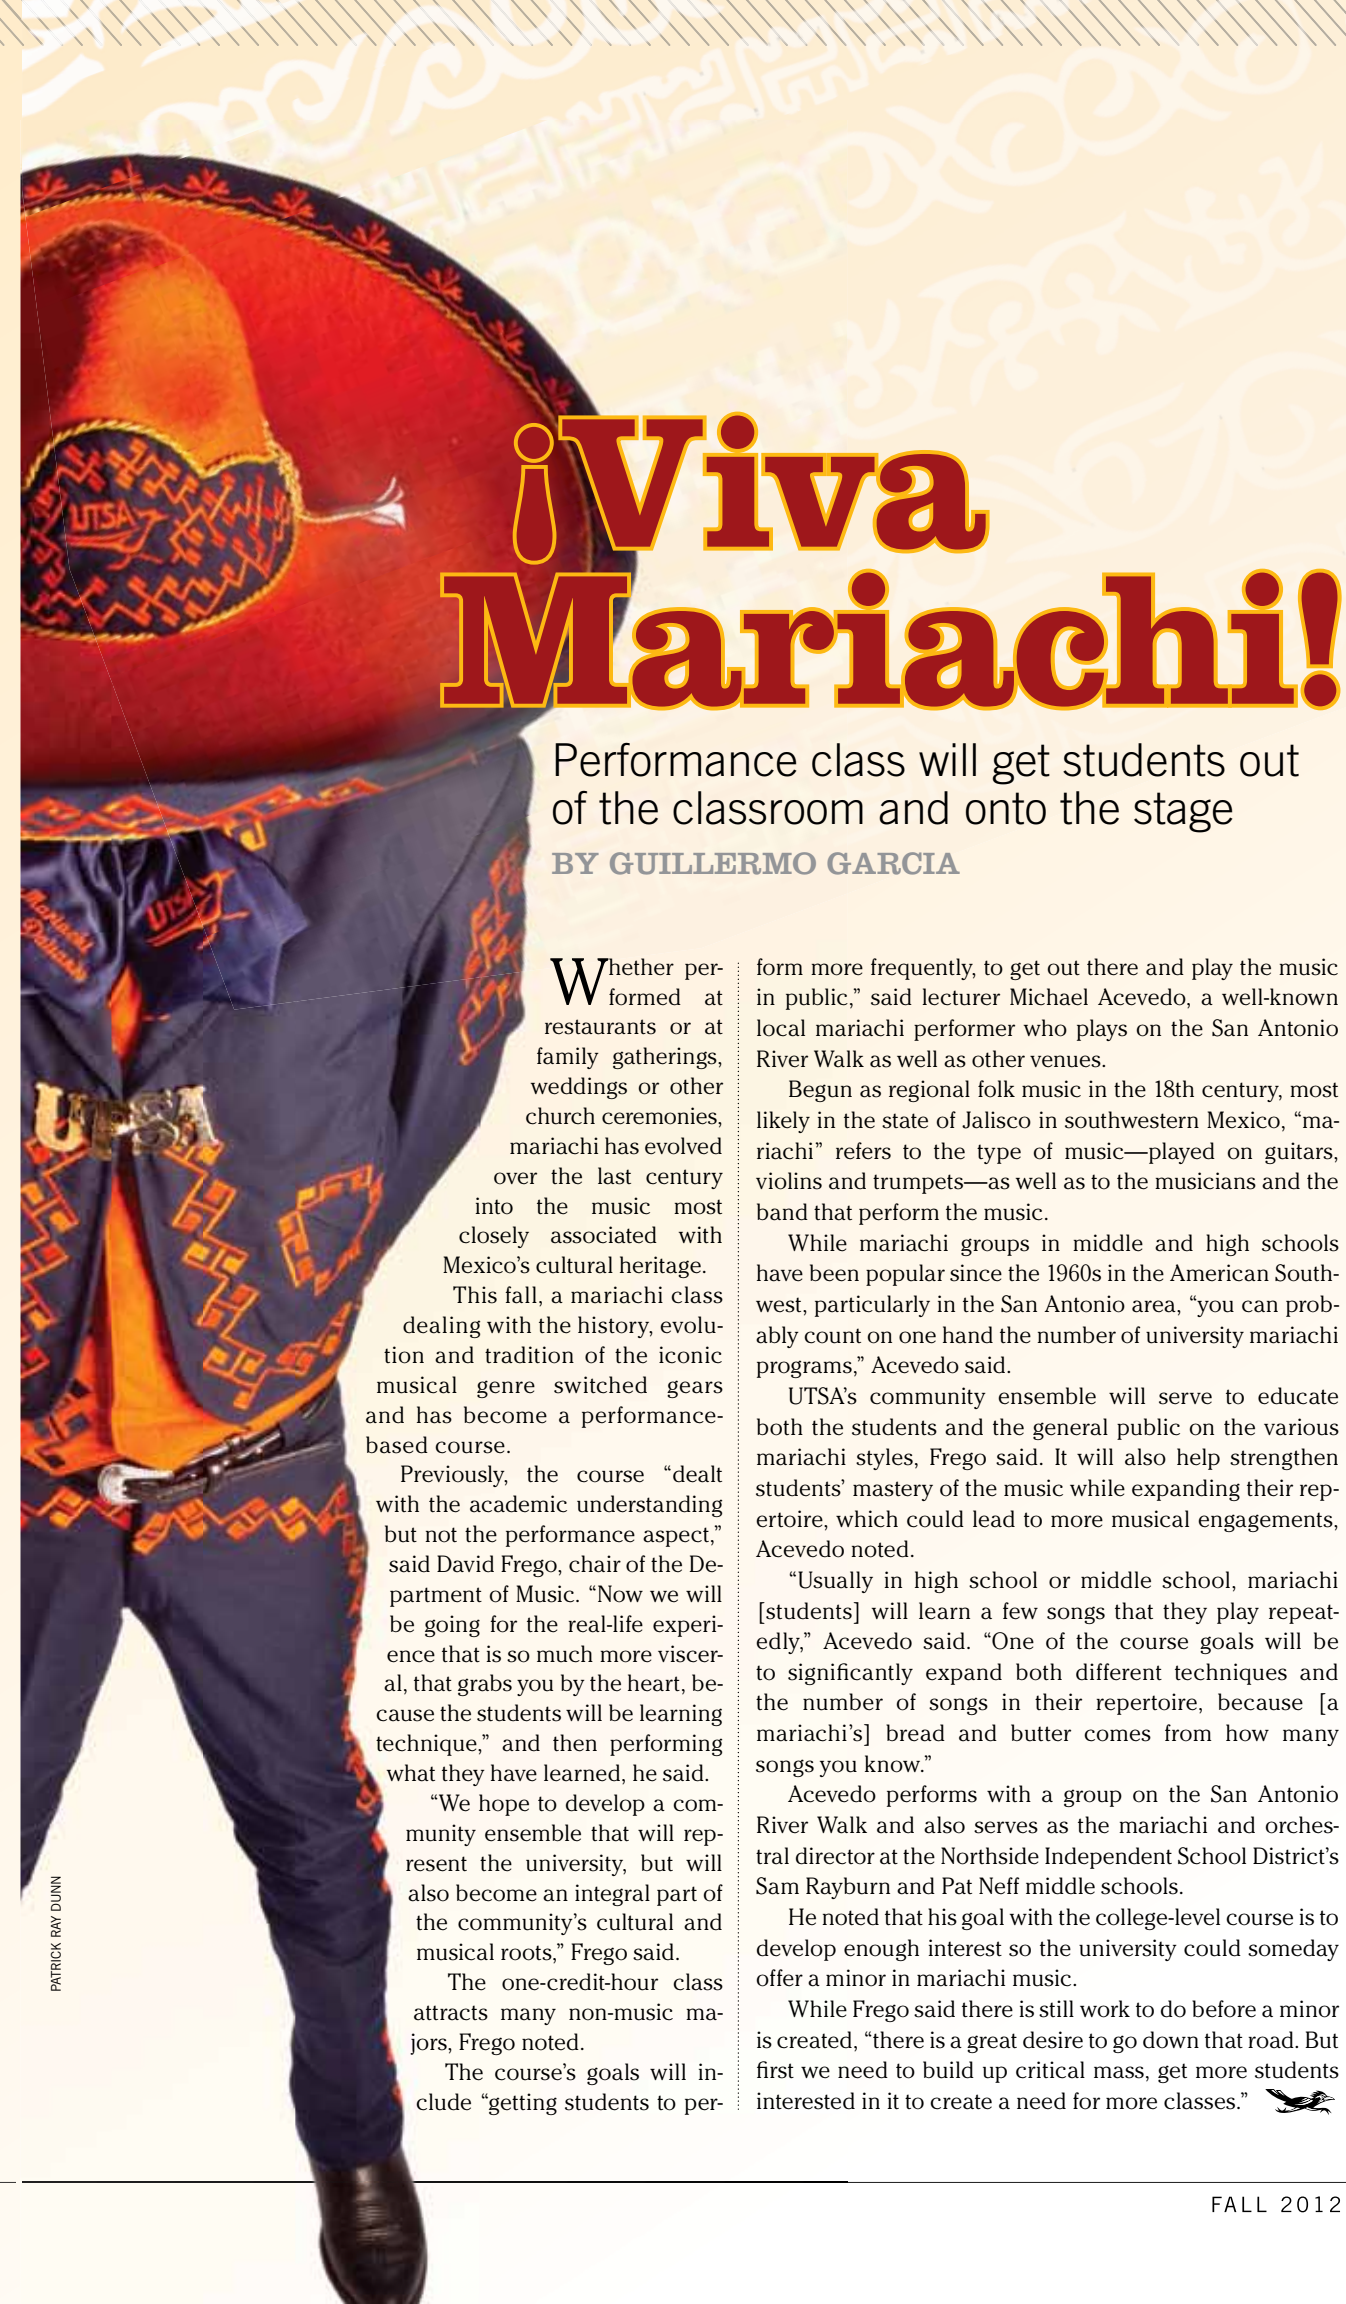 ¡Viva
Mariachi!
Performance class will get students out
of the classroom and onto the stage
BY GUILLERMO GARCIA
UTSA
Mariachi
UTSA
UTSA
Whether per-
formed at
restaurants or at
family gatherings,
weddings or other
church ceremonies,
mariachi has evolved
over the last century
into the music most
closely associated with
Mexico’s cultural heritage.
This fall, a mariachi class
dealing with the history, evolu-
tion and tradition of the iconic
musical genre switched gears
and has become a performance-
based course.
Previously, the course “dealt
with the academic understanding
but not the performance aspect,”
said David Frego, chair of the De-
partment of Music. “Now we will
be going for the real-life experi-
ence that is so much more viscer-
al, that grabs you by the heart, be-
cause the students will be learning
technique,” and then performing
what they have learned, he said.
“We hope to develop a com-
munity ensemble that will rep-
resent the university, but will
also become an integral part of
the community’s cultural and
musical roots,” Frego said.
The one-credit-hour class
attracts many non-music ma-
jors, Frego noted.
The course’s goals will in-
clude “getting students to per-
form more frequently, to get out there and play the music
in public,” said lecturer Michael Acevedo, a well-known
local mariachi performer who plays on the San Antonio
River Walk as well as other venues.
Begun as regional folk music in the 18th century, most
likely in the state of Jalisco in southwestern Mexico, “ma-
riachi” refers to the type of music—played on guitars,
violins and trumpets—as well as to the musicians and the
band that perform the music.
While mariachi groups in middle and high schools
have been popular since the 1960s in the American South-
west, particularly in the San Antonio area, “you can prob-
ably count on one hand the number of university mariachi
programs,” Acevedo said.
UTSA’s community ensemble will serve to educate
both the students and the general public on the various
mariachi styles, Frego said. It will also help strengthen
students’ mastery of the music while expanding their rep-
ertoire, which could lead to more musical engagements,
Acevedo noted.
“Usually in high school or middle school, mariachi
[students] will learn a few songs that they play repeat-
edly,” Acevedo said. “One of the course goals will be
to significantly expand both different techniques and
the number of songs in their repertoire, because [a
mariachi’s] bread and butter comes from how many
songs you know.”
Acevedo performs with a group on the San Antonio
River Walk and also serves as the mariachi and orches-
tral director at the Northside Independent School District’s
Sam Rayburn and Pat Neff middle schools.
He noted that his goal with the college-level course is to
develop enough interest so the university could someday
offer a minor in mariachi music.
While Frego said there is still work to do before a minor
is created, “there is a great desire to go down that road. But
first we need to build up critical mass, get more students
interested in it to create a need for more classes.”
PATRICK RAY DUNN
FALL 2012